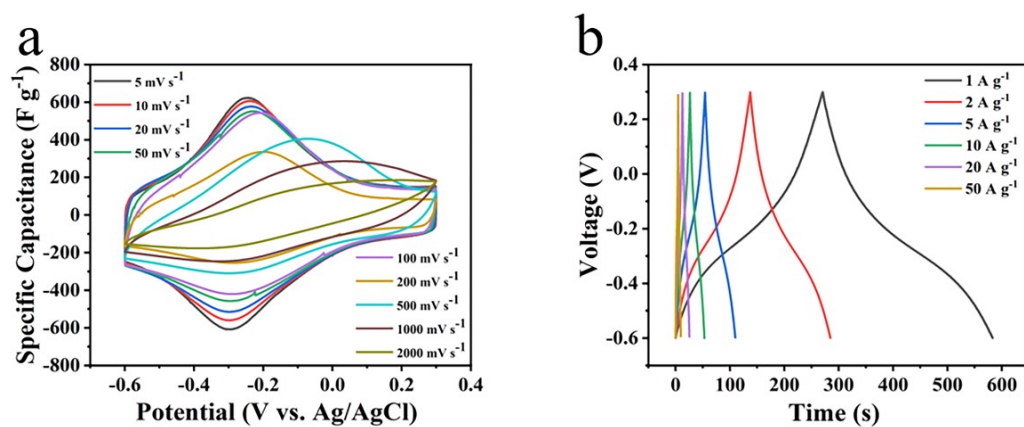 a
800
600
400
200
0
-200
-400
-600
-800
Specific Capacitance (F g⁻¹)
5 mV s⁻¹
10 mV s⁻¹
20 mV s⁻¹
50 mV s⁻¹
100 mV s⁻¹
200 mV s⁻¹
500 mV s⁻¹
1000 mV s⁻¹
2000 mV s⁻¹
-0.6 -0.4 -0.2 0.0 0.2 0.4
Potential (V vs. Ag/AgCl)
b
0.4
0.2
0.0
-0.2
-0.4
-0.6
Voltage (V)
1 A g⁻¹
2 A g⁻¹
5 A g⁻¹
10 A g⁻¹
20 A g⁻¹
50 A g⁻¹
0 100 200 300 400 500 600
Time (s)